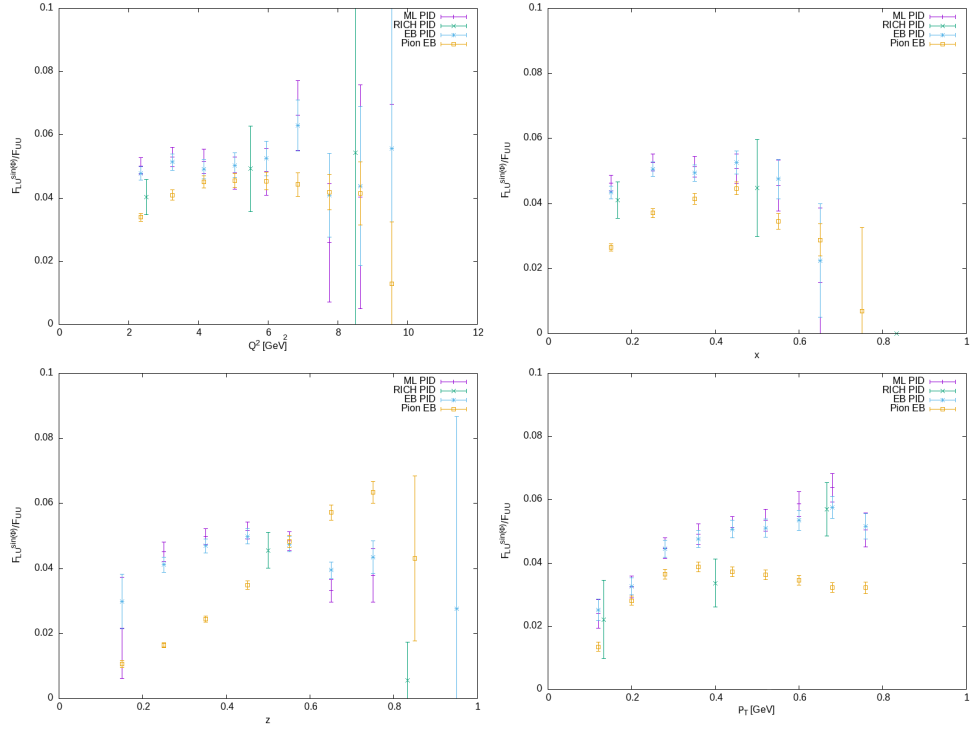 0.1
0.08
0.06
0.04
0.02
0
F_LU^sin(Φ)/F_UU
0 2 4 6 8 10 12
Q² [GeV]²
ML PID
RICH PID
EB PID
Pion EB
0.1
0.08
0.06
0.04
0.02
0
F_LU^sin(Φ)/F_UU
0 0.2 0.4 0.6 0.8 1
x
ML PID
RICH PID
EB PID
Pion EB
0.1
0.08
0.06
0.04
0.02
0
F_LU^sin(Φ)/F_UU
0 0.2 0.4 0.6 0.8 1
z
ML PID
RICH PID
EB PID
Pion EB
0.1
0.08
0.06
0.04
0.02
0
F_LU^sin(Φ)/F_UU
0 0.2 0.4 0.6 0.8 1
P_T [GeV]
ML PID
RICH PID
EB PID
Pion EB